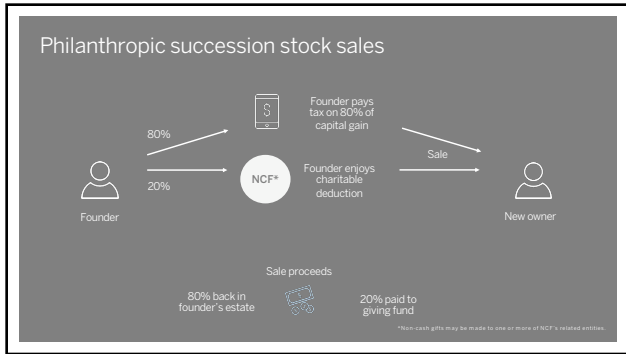 Philanthropic succession stock sales
$
Founder pays
tax on 80% of
capital gain
80%
Sale
NCF*
Founder enjoys
charitable
deduction
20%
Founder
New owner
Sale proceeds
80% back in
founder's estate
20% paid to
giving fund
*Non-cash gifts may be made to one or more of NCF's related entities.